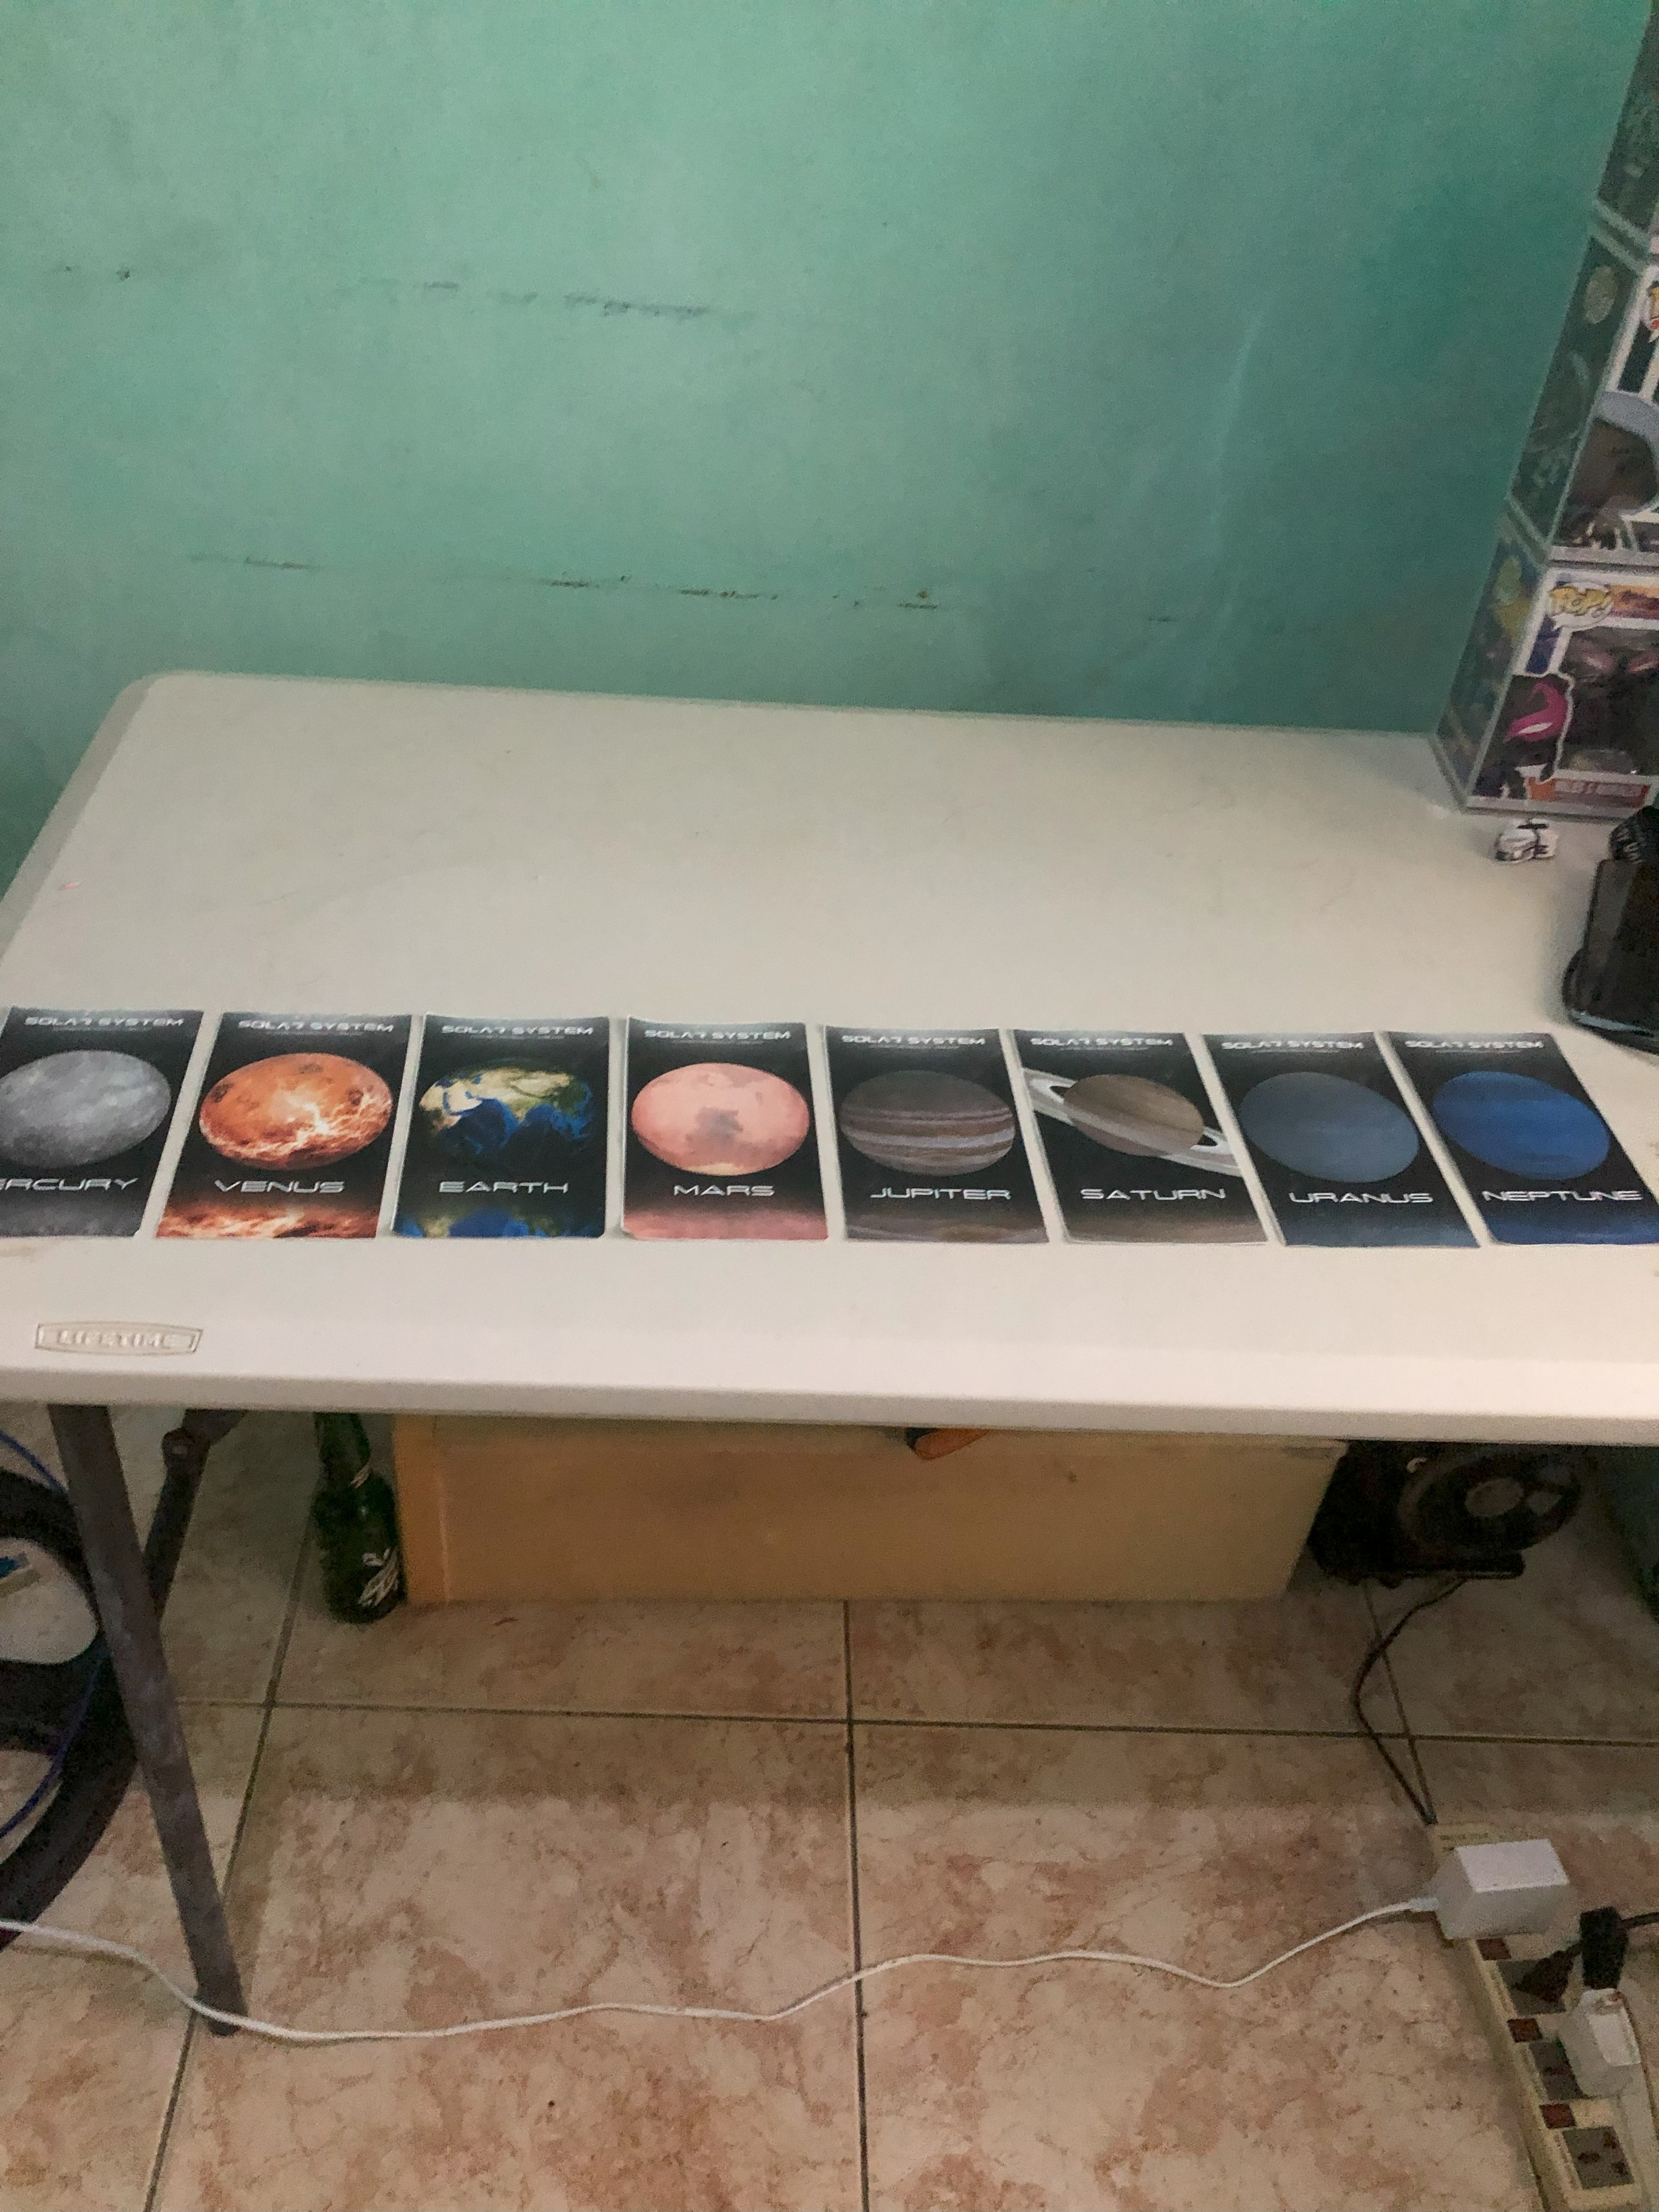 POP!
SOLAR SYSTEM
SOLAR SYSTEM
SOLAR SYSTEM
SOLAR SYSTEM
SOLAR SYSTEM
SOLAR SYSTEM
SOLAR SYSTEM
SOLAR SYSTEM
ERCURY
VENUS
EARTH
MARS
JUPITER
SATURN
URANUS
NEPTUNE
LIFETIME